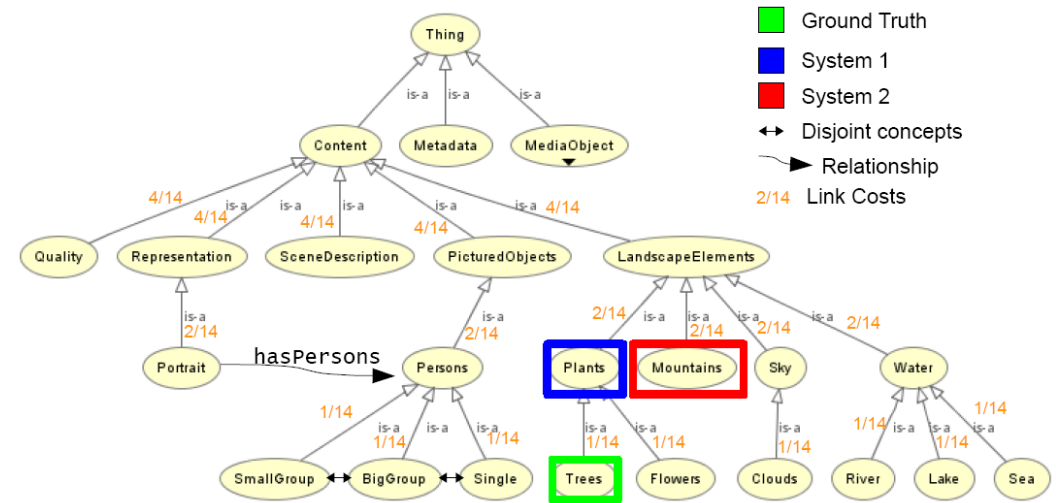 Thing
Ground Truth
System 1
is-a is-a is-a
System 2
Content Metadata MediaObject
Disjoint concepts
Relationship
4/14 is-a is-a is-a is-a 4/14
2/14 Link Costs
4/14 4/14 4/14
Quality Representation SceneDescription PicturedObjects LandscapeElements
is-a is-a 2/14 is-a is-a is-a
2/14 2/14 2/14 2/14 2/14
hasPersons
Portrait Persons Plants Mountains Sky Water
1/14 1/14
is-a is-a is-a is-a is-a is-a 1/14 is-a is-a is-a
1/14 1/14 1/14 1/14 1/14 1/14
SmallGroup BigGroup Single Trees Flowers Clouds River Lake Sea